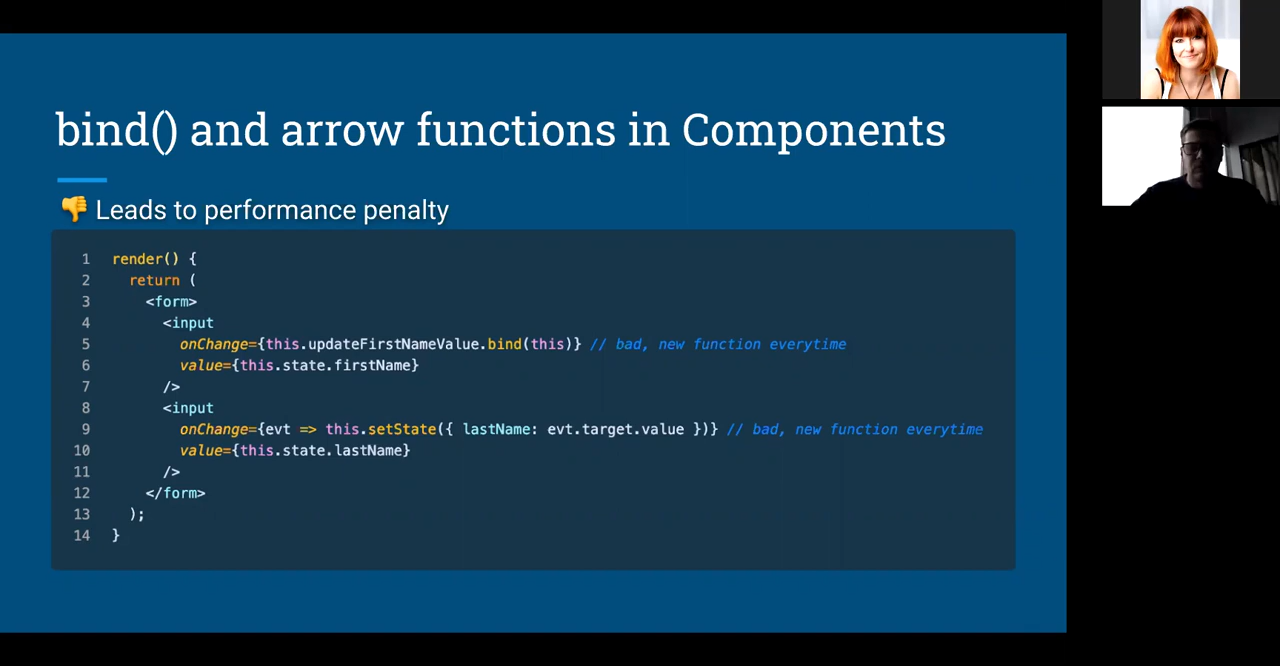 bind() and arrow functions in Components
👎 Leads to performance penalty
1 render() {
2 return (
3 <form>
4 <input
5 onChange={this.updateFirstNameValue.bind(this)} // bad, new function everytime
6 value={this.state.firstName}
7 />
8 <input
9 onChange={evt => this.setState({ lastName: evt.target.value })} // bad, new function everytime
10 value={this.state.lastName}
11 />
12 </form>
13 );
14 }